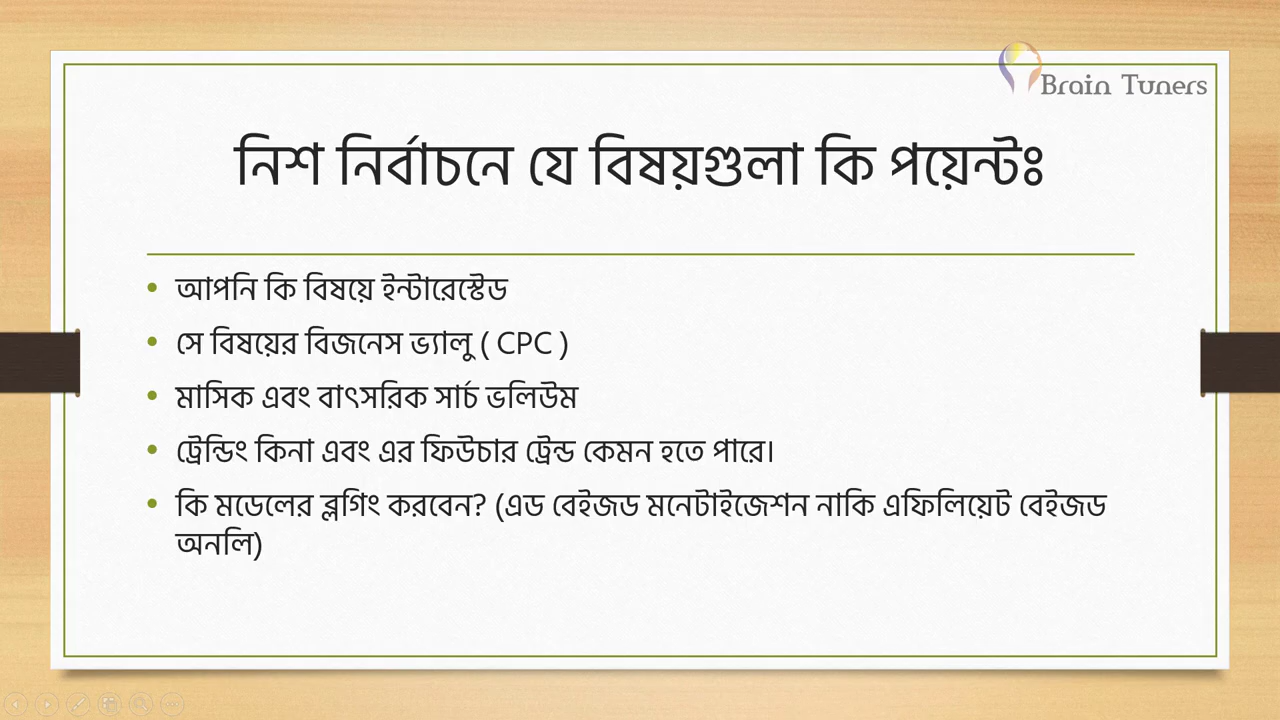 Brain Tuners
নিশ নির্বাচনে যে বিষয়গুলা কি পয়েন্টঃ
• আপনি কি বিষয়ে ইন্টারেস্টেড
• সে বিষয়ের বিজনেস ভ্যালু ( CPC )
• মাসিক এবং বাৎসরিক সার্চ ভলিউম
• ট্রেন্ডিং কিনা এবং এর ফিউচার ট্রেন্ড কেমন হতে পারে।
• কি মডেলের ব্লগিং করবেন? (এড বেইজড মনেটাইজেশন নাকি এফিলিয়েট বেইজড
অনলি)